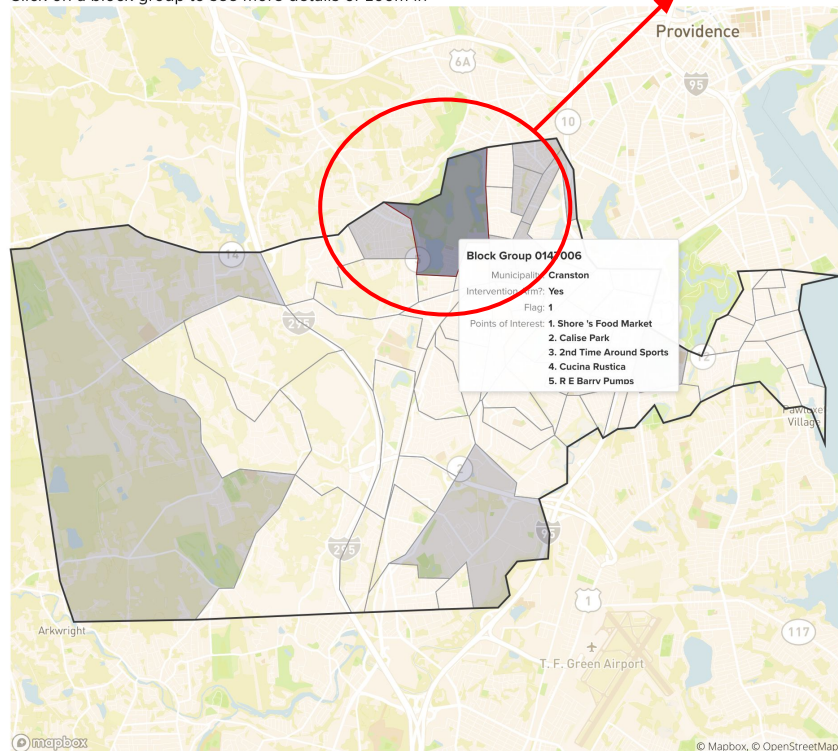 Click on a block group to see more details or zoom in
Providence
6A
95
10
14
295
Block Group 0147006
Municipality: Cranston
Intervention Arm?: Yes
Flag: 1
Points of Interest: 1. Shore 's Food Market
2. Calise Park
3. 2nd Time Around Sports
4. Cucina Rustica
5. R E Barry Pumps
12
Pawtuxet
Village
2
295
95
1
Arkwright
117
T. F. Green Airport
mapbox
© Mapbox, © OpenStreetMap